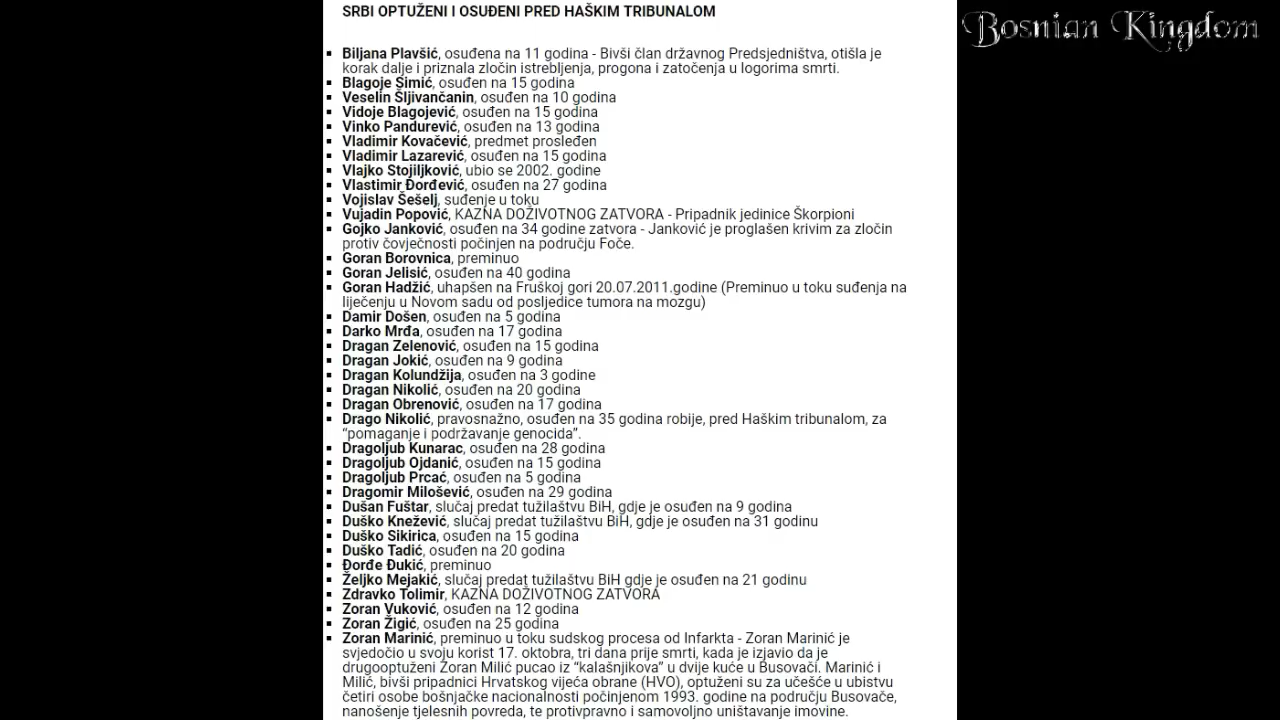 SRBI OPTUŽENI I OSUĐENI PRED HAŠKIM TRIBUNALOM
Bosnian Kingdom
Biljana Plavšić, osuđena na 11 godina - Bivši član državnog Predsjedništva, otišla je
korak dalje i priznala zločin istrebljenja, progona i zatočenja u logorima smrti.
Blagoje Simić, osuđen na 15 godina
Veselin Šljivančanin, osuđen na 10 godina
Vidoje Blagojević, osuđen na 15 godina
Vinko Pandurević, osuđen na 13 godina
Vladimir Kovačević, predmet prosleđen
Vladimir Lazarević, osuđen na 15 godina
Vlajko Stojiljković, ubio se 2002. godine
Vlastimir Đorđević, osuđen na 27 godina
Vojislav Šešelj, suđenje u toku
Vujadin Popović, KAZNA DOŽIVOTNOG ZATVORA - Pripadnik jedinice Škorpioni
Gojko Janković, osuđen na 34 godine zatvora - Janković je proglašen krivim za zločin
protiv čovječnosti počinjen na području Foče.
Goran Borovnica, preminuo
Goran Jelisić, osuđen na 40 godina
Goran Hadžić, uhapšen na Fruškoj gori 20.07.2011.godine (Preminuo u toku suđenja na
liječenju u Novom sadu od posljedice tumora na mozgu)
Damir Došen, osuđen na 5 godina
Darko Mrđa, osuđen na 17 godina
Dragan Zelenović, osuđen na 15 godina
Dragan Jokić, osuđen na 9 godina
Dragan Kolundžija, osuđen na 3 godine
Dragan Nikolić, osuđen na 20 godina
Dragan Obrenović, osuđen na 17 godina
Drago Nikolić, pravosnažno, osuđen na 35 godina robije, pred Haškim tribunalom, za
“pomaganje i podržavanje genocida”.
Dragoljub Kunarac, osuđen na 28 godina
Dragoljub Ojdanić, osuđen na 15 godina
Dragoljub Prcać, osuđen na 5 godina
Dragomir Milošević, osuđen na 29 godina
Dušan Fuštar, slučaj predat tužilaštvu BiH, gdje je osuđen na 9 godina
Duško Knežević, slučaj predat tužilaštvu BiH, gdje je osuđen na 31 godinu
Duško Sikirica, osuđen na 15 godina
Duško Tadić, osuđen na 20 godina
Đorđe Đukić, preminuo
Željko Mejakić, slučaj predat tužilaštvu BiH gdje je osuđen na 21 godinu
Zdravko Tolimir, KAZNA DOŽIVOTNOG ZATVORA
Zoran Vuković, osuđen na 12 godina
Zoran Žigić, osuđen na 25 godina
Zoran Marinić, preminuo u toku sudskog procesa od Infarkta - Zoran Marinić je
svjedočio u svoju korist 17. oktobra, tri dana prije smrti, kada je izjavio da je
drugooptuženi Zoran Milić pucao iz “kalašnjikova” u dvije kuće u Busovači. Marinić i
Milić, bivši pripadnici Hrvatskog vijeća obrane (HVO), optuženi su za učešće u ubistvu
četiri osobe bošnjačke nacionalnosti počinjenom 1993. godine na području Busovače,
nanošenje tjelesnih povreda, te protivpravno i samovoljno uništavanje imovine.